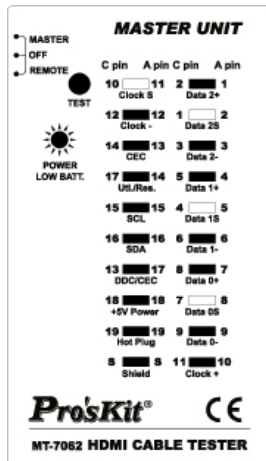 MASTER UNIT
MASTER
OFF
REMOTE
TEST
POWER
LOW BATT.
C pin A pin C pin A pin
10 11 2 1
Clock S Data 2+
12 12 1 2
Clock - Data 2S
14 13 3 3
CEC Data 2-
17 14 5 4
Utl./Res. Data 1+
15 15 4 5
SCL Data 1S
16 16 6 6
SDA Data 1-
13 17 8 7
DDC/CEC Data 0+
18 18 7 8
+5V Power Data 0S
19 19 9 9
Hot Plug Data 0-
S S 11 10
Shield Clock +
Pro'sKit® CE
MT-7062 HDMI CABLE TESTER